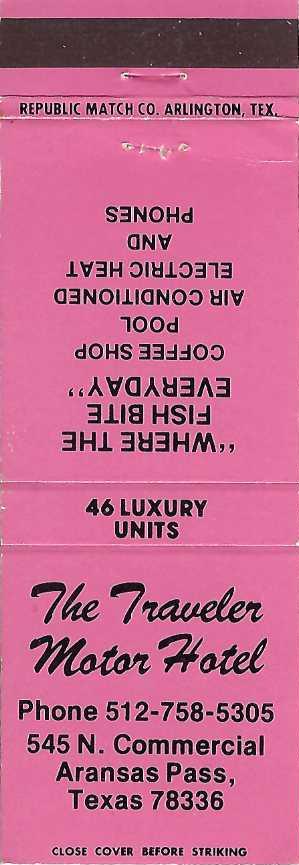 REPUBLIC MATCH CO. ARLINGTON, TEX.
"WHERE THE
FISH BITE
EVERYDAY"
COFFEE SHOP
POOL
AIR CONDITIONED
ELECTRIC HEAT
AND
PHONES
46 LUXURY
UNITS
The Traveler
Motor Hotel
Phone 512-758-5305
545 N. Commercial
Aransas Pass,
Texas 78336
CLOSE COVER BEFORE STRIKING